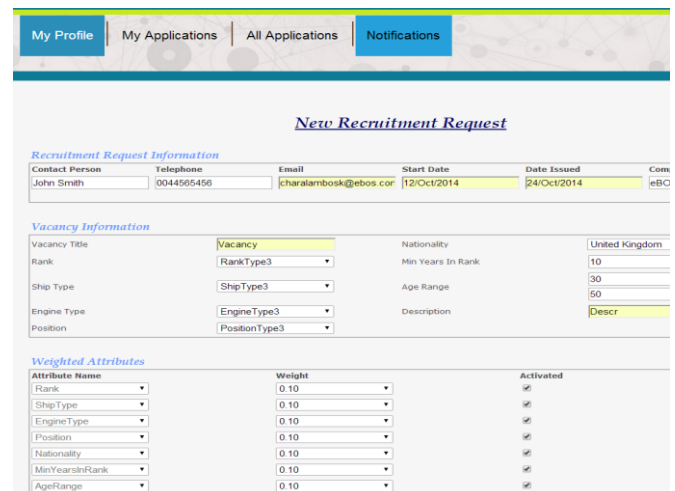 My Profile My Applications All Applications Notifications
New Recruitment Request
Recruitment Request Information
Contact Person Telephone Email Start Date Date Issued Com
John Smith 0044565456 charalambosk@ebos.cor 12/Oct/2014 24/Oct/2014 eBO
Vacancy Information
Vacancy Title Vacancy Nationality United Kingdom
Rank RankType3 Min Years In Rank 10
Ship Type ShipType3 Age Range 30
50
Engine Type EngineType3 Description Descr
Position PositionType3
Weighted Attributes
Attribute Name Weight Activated
Rank 0.10
ShipType 0.10
EngineType 0.10
Position 0.10
Nationality 0.10
MinYearsInRank 0.10
AgeRange 0.10